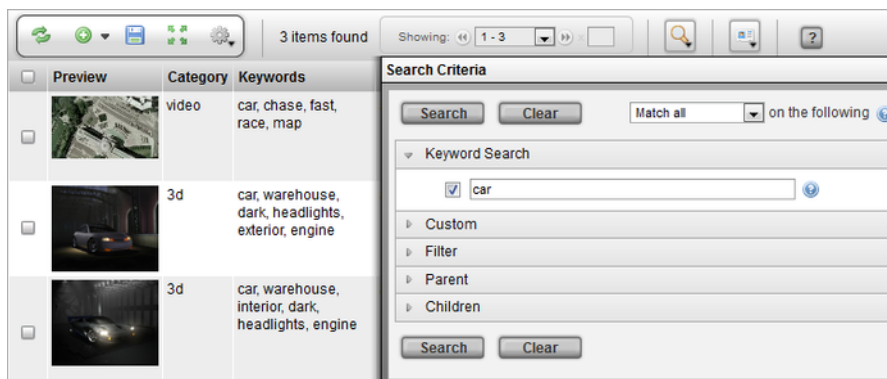 3 items found
Showing:
1 - 3
x
?
Preview Category Keywords
video
car, chase, fast,
race, map
3d
car, warehouse,
dark, headlights,
exterior, engine
3d
car, warehouse,
interior, dark,
headlights, engine
Search Criteria
Search Clear Match all on the following ?
Keyword Search
car ?
Custom
Filter
Parent
Children
Search Clear